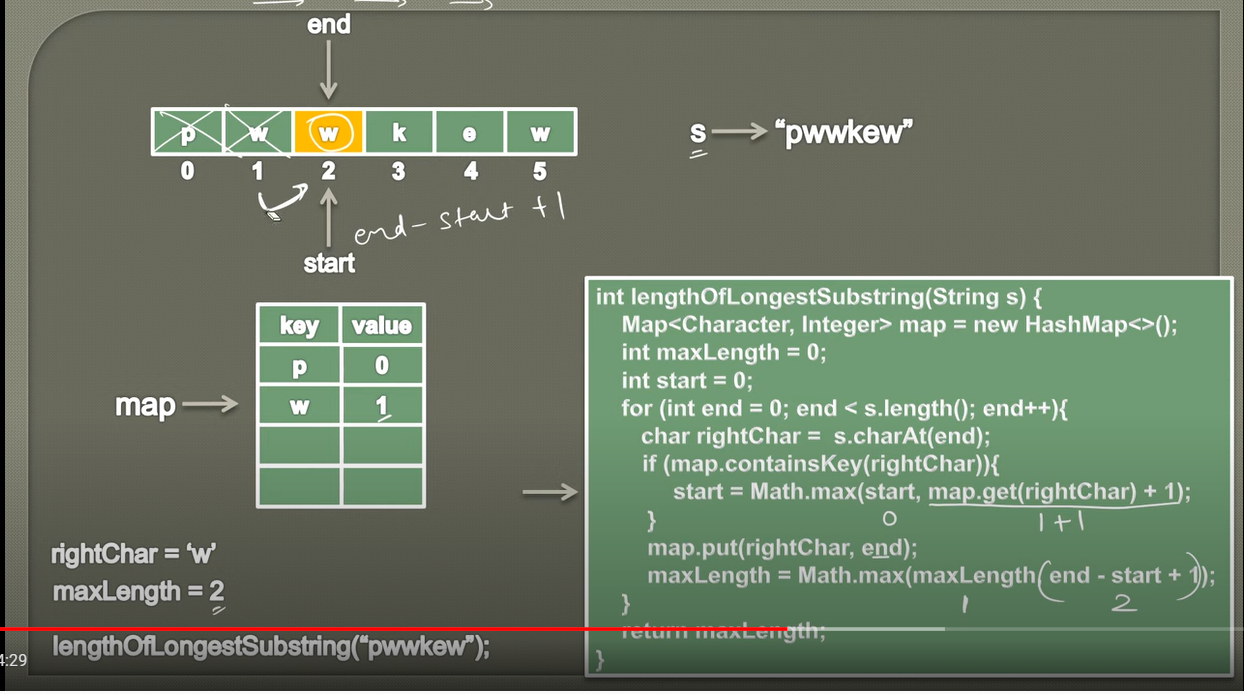 end
p w w k e w
0 1 2 3 4 5
s “pwwkew”
end - start + 1
start
key value
p 0
w 1
map
rightChar = ‘w’
maxLength = 2
lengthOfLongestSubstring(“pwwkew”);
4:29
int lengthOfLongestSubstring(String s) {
Map<Character, Integer> map = new HashMap<>();
int maxLength = 0;
int start = 0;
for (int end = 0; end < s.length(); end++){
char rightChar = s.charAt(end);
if (map.containsKey(rightChar)){
start = Math.max(start, map.get(rightChar) + 1);
} 0 1+1
map.put(rightChar, end);
maxLength = Math.max(maxLength(end - start + 1));
} 1 2
return maxLength;
}